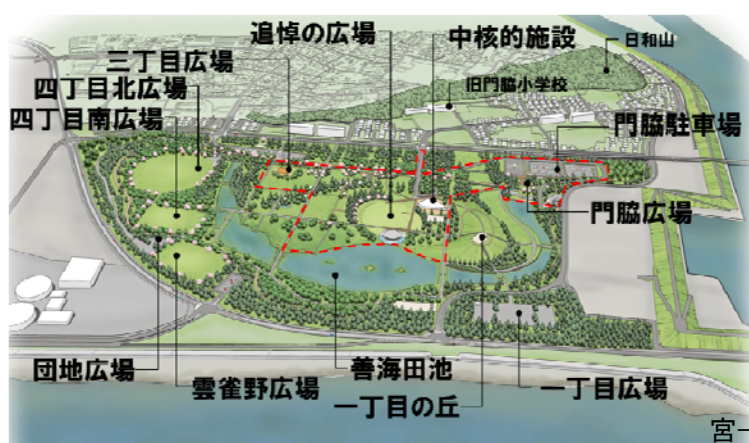 追悼の広場
中核的施設
日和山
三丁目広場
旧門脇小学校
四丁目北広場
四丁目南広場
門脇駐車場
門脇広場
団地広場
雲雀野広場
善海田池
一丁目の丘
一丁目広場
宮